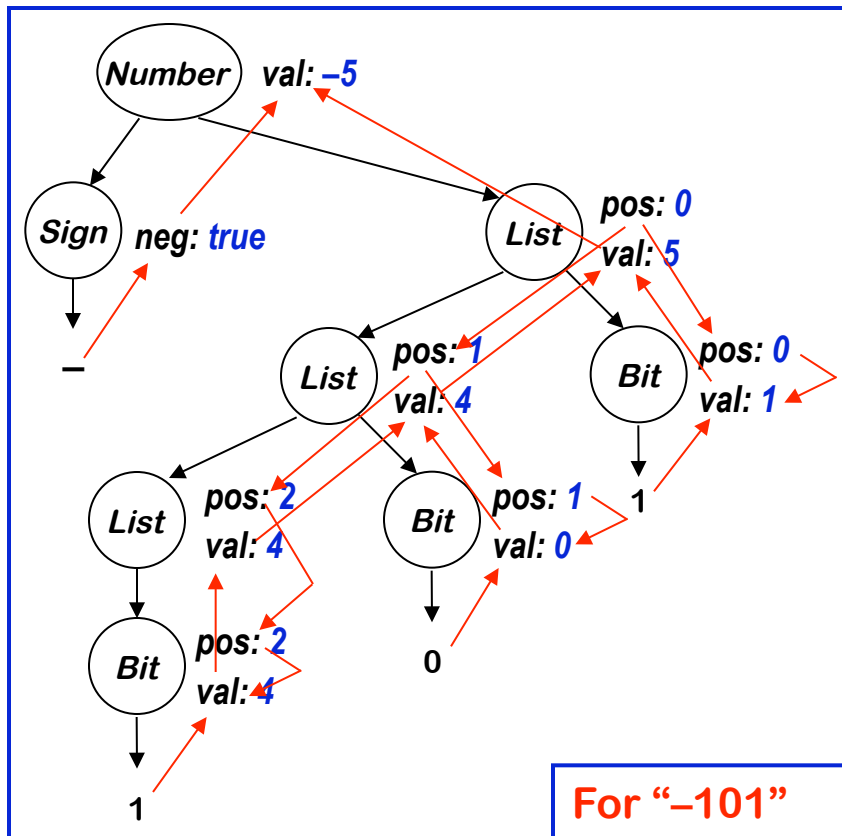 Number val: –5
Sign neg: true
List pos: 0
val: 5
–
List pos: 1
val: 4
Bit pos: 0
val: 1
List pos: 2
val: 4
Bit pos: 1
val: 0
1
Bit pos: 2
val: 4
0
1
For “–101”